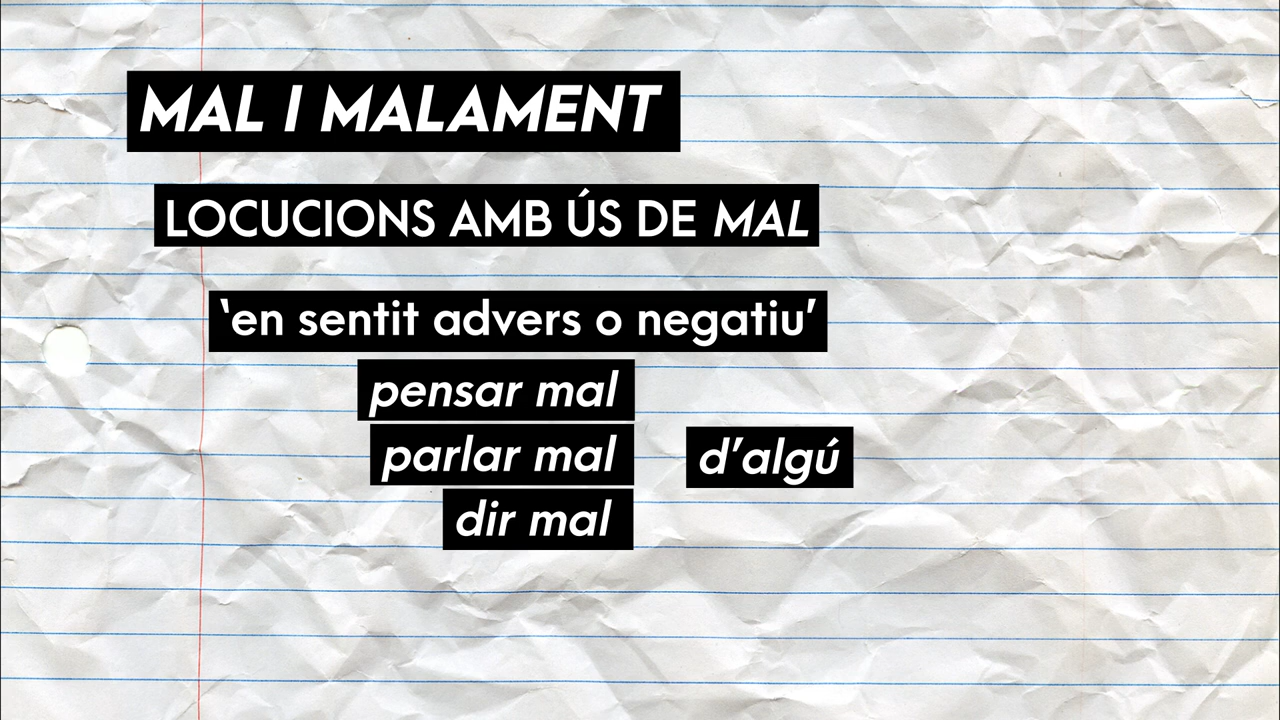 MAL I MALAMENT
LOCUCIONS AMB ÚS DE MAL
‘en sentit advers o negatiu’
pensar mal
parlar mal d’algú
dir mal